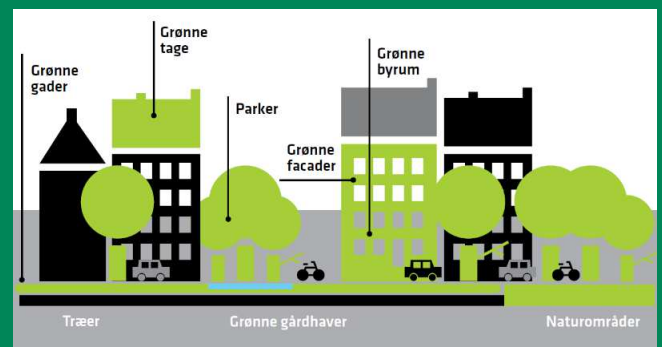 Grønne
tage
Grønne
byrum
Grønne
gader
Parker
Grønne
facader
Træer
Grønne gårdhaver
Naturområder